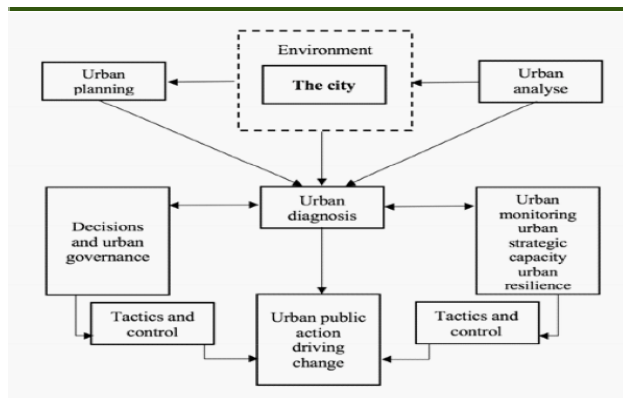 Environment
The city
Urban
planning
Urban
analyse
Urban
diagnosis
Decisions
and urban
governance
Urban
monitoring
urban
strategic
capacity
urban
resilience
Tactics and
control
Urban public
action
driving
change
Tactics and
control